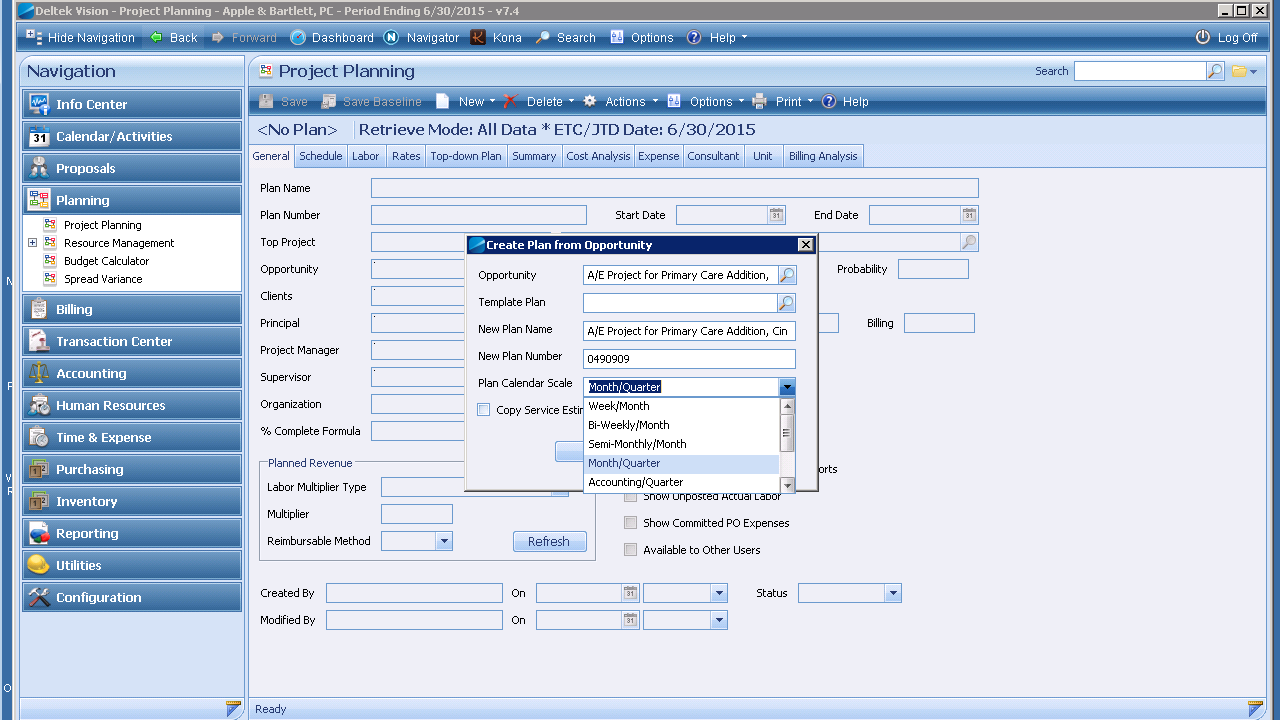 Deltek Vision - Project Planning - Apple & Bartlett, PC - Period Ending 6/30/2015 - v7.4
Hide Navigation Back Forward Dashboard Navigator Kona Search Options Help Log Off
Navigation
Info Center
31 Calendar/Activities
Proposals
Planning
Project Planning
Resource Management
Budget Calculator
Spread Variance
Billing
Transaction Center
Accounting
Human Resources
Time & Expense
Purchasing
Inventory
Reporting
Utilities
Configuration
Project Planning Search
Save Save Baseline New Delete Actions Options Print Help
<No Plan> Retrieve Mode: All Data * ETC/JTD Date: 6/30/2015
General Schedule Labor Rates Top-down Plan Summary Cost Analysis Expense Consultant Unit Billing Analysis
Plan Name
Plan Number Start Date 31 End Date 31
Top Project
Opportunity Probability
Clients
Principal Billing
Project Manager
Supervisor
Organization
% Complete Formula
Planned Revenue
Labor Multiplier Type
Multiplier
Reimbursable Method Refresh
Create Plan from Opportunity
Opportunity A/E Project for Primary Care Addition,
Template Plan
New Plan Name A/E Project for Primary Care Addition, Cin
New Plan Number 0490909
Plan Calendar Scale Month/Quarter
Copy Service Estin
Week/Month
Bi-Weekly/Month
Semi-Monthly/Month
Month/Quarter
Accounting/Quarter
orts
Show Unposted Actual Labor
Show Committed PO Expenses
Available to Other Users
Created By On 31 Status
Modified By On 31
Ready